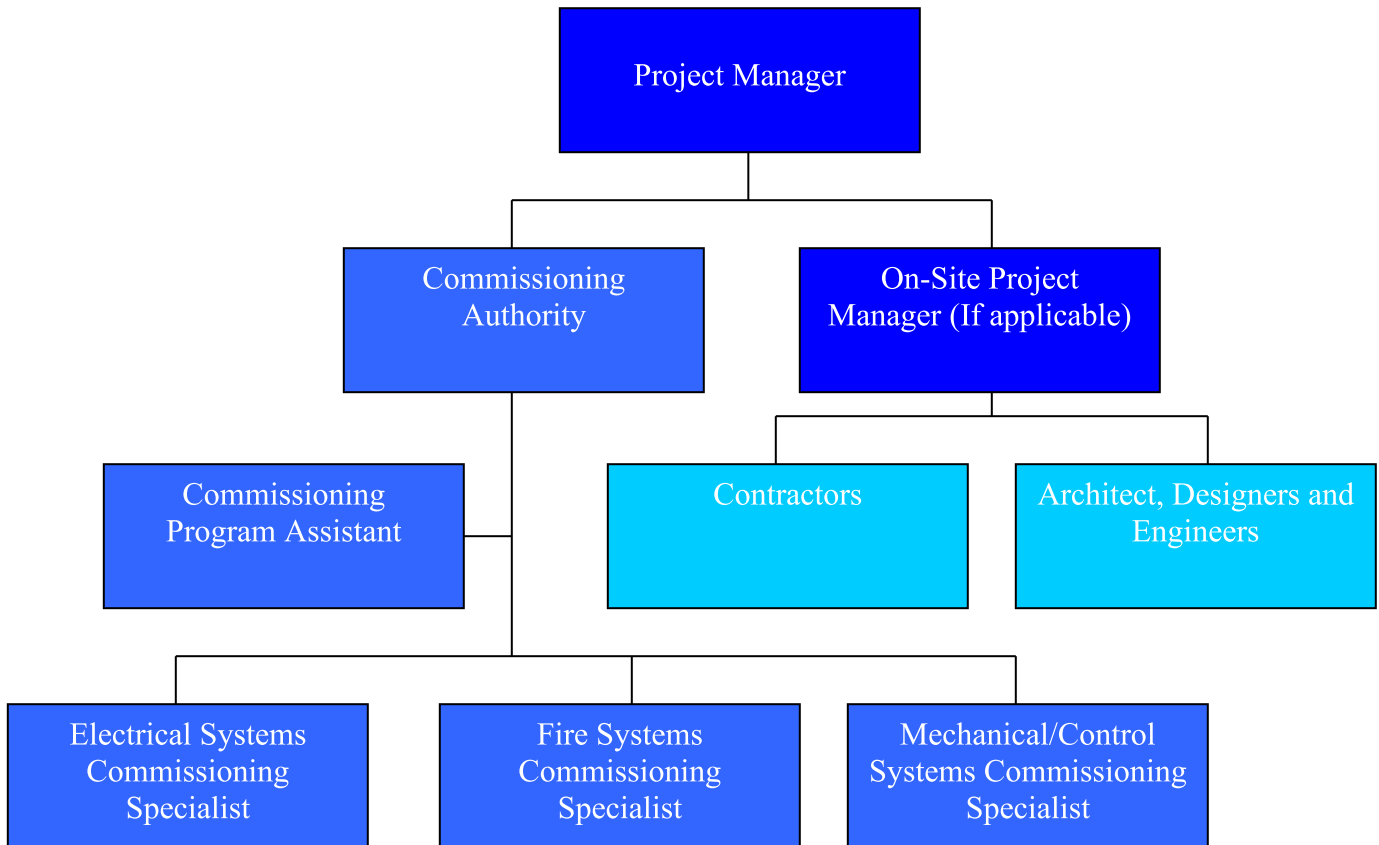 Project Manager
Commissioning
Authority
On-Site Project
Manager (If applicable)
Commissioning
Program Assistant
Contractors
Architect, Designers and
Engineers
Electrical Systems
Commissioning
Specialist
Fire Systems
Commissioning
Specialist
Mechanical/Control
Systems Commissioning
Specialist